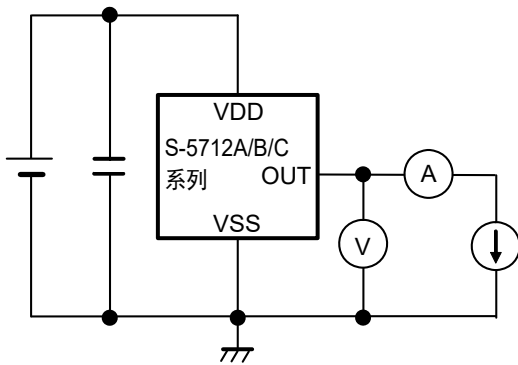 VDD
S-5712A/B/C
系列 OUT
VSS
A
V